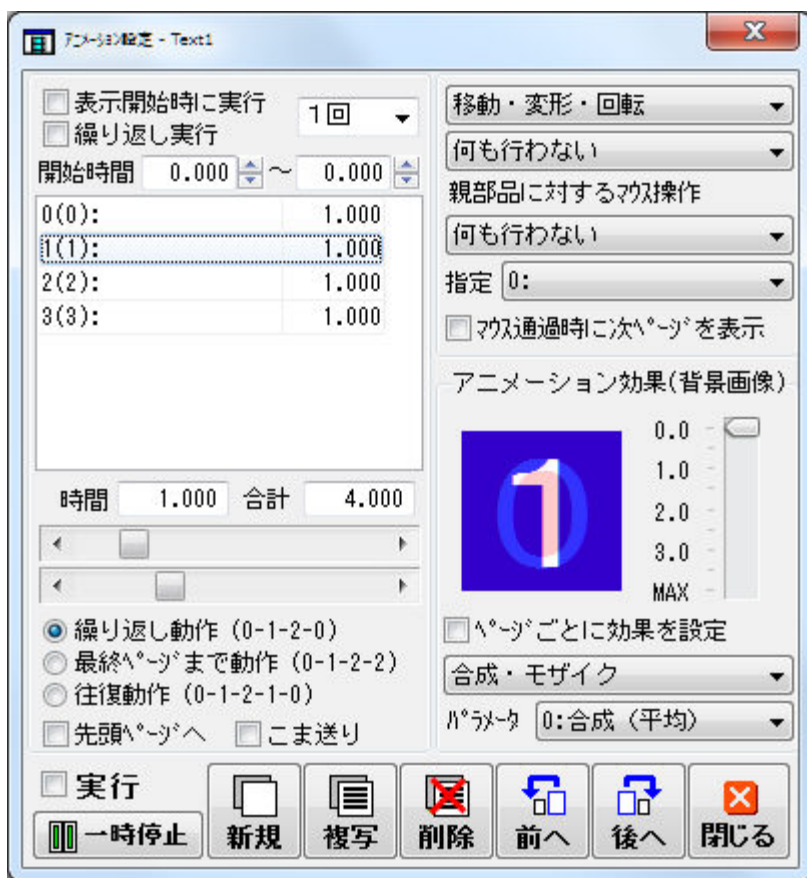 アニメーション設定 - Text1
表示開始時に実行
1回
繰り返し実行
開始時間 0.000 ～ 0.000
0(0): 1.000
1(1): 1.000
2(2): 1.000
3(3): 1.000
時間 1.000 合計 4.000
繰り返し動作 (0-1-2-0)
最終ページまで動作 (0-1-2-2)
往復動作 (0-1-2-1-0)
先頭ページへ こま送り
移動・変形・回転
何も行わない
親部品に対するマウス操作
何も行わない
指定 0:
マウス通過時に次ページを表示
アニメーション効果(背景画像)
0
1
0.0
1.0
2.0
3.0
MAX
ページごとに効果を設定
合成・モザイク
パラメータ 0:合成 (平均)
実行
一時停止
新規
複写
削除
前へ
後へ
閉じる